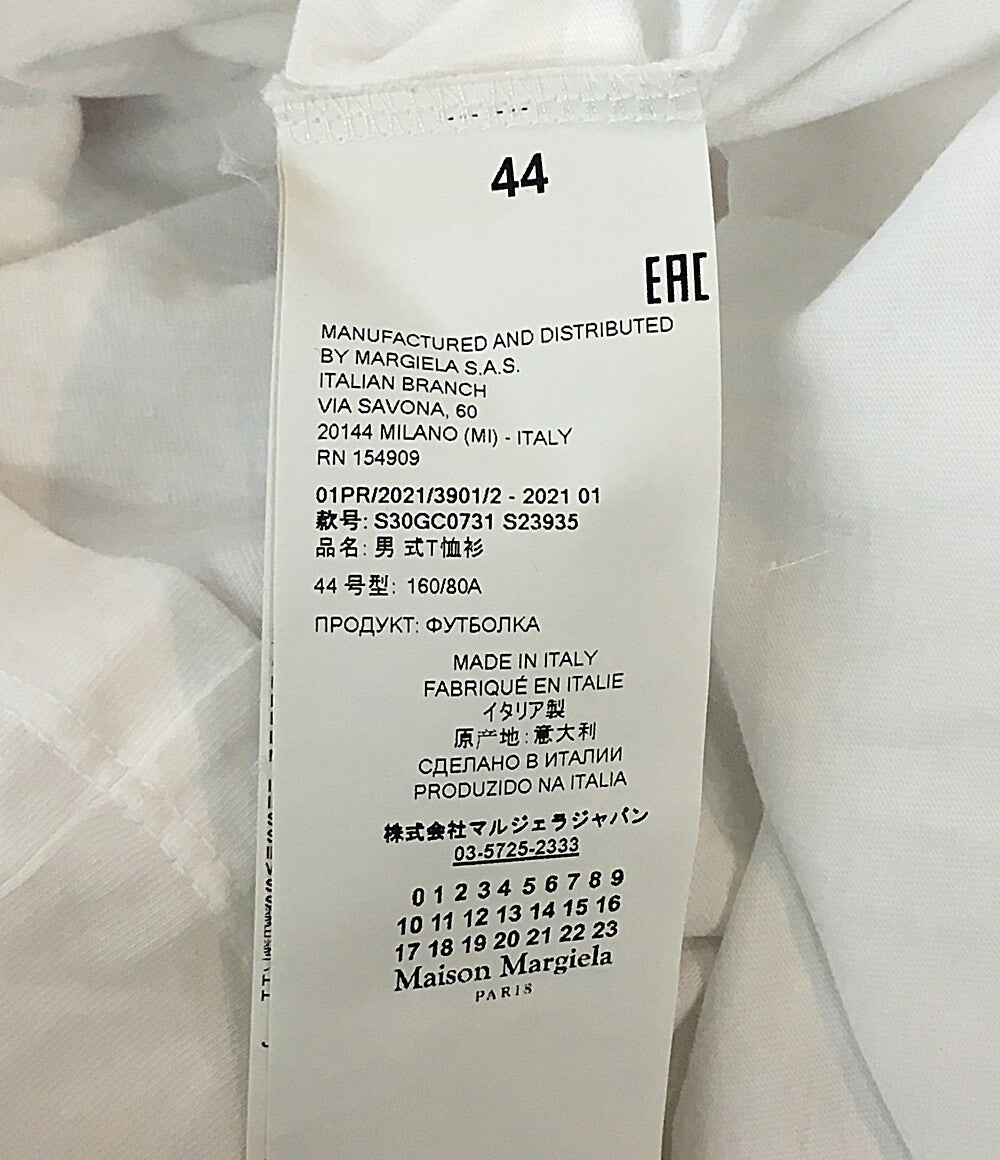 44
EAC
MANUFACTURED AND DISTRIBUTED
BY MARGIELA S.A.S.
ITALIAN BRANCH
VIA SAVONA, 60
20144 MILANO (MI) - ITALY
RN 154909
01PR/2021/3901/2 - 2021 01
款号: S30GC0731 S23935
品名: 男 式T恤衫
44 号型: 160/80A
ПРОДУКТ: ФУТБОЛКА
MADE IN ITALY
FABRIQUÉ EN ITALIE
イタリア製
原产地: 意大利
СДЕЛАНО В ИТАЛИИ
PRODUZIDO NA ITALIA
株式会社マルジェラジャパン
03-5725-2333
0 1 2 3 4 5 6 7 8 9
10 11 12 13 14 15 16
17 18 19 20 21 22 23
Maison Margiela
PARIS